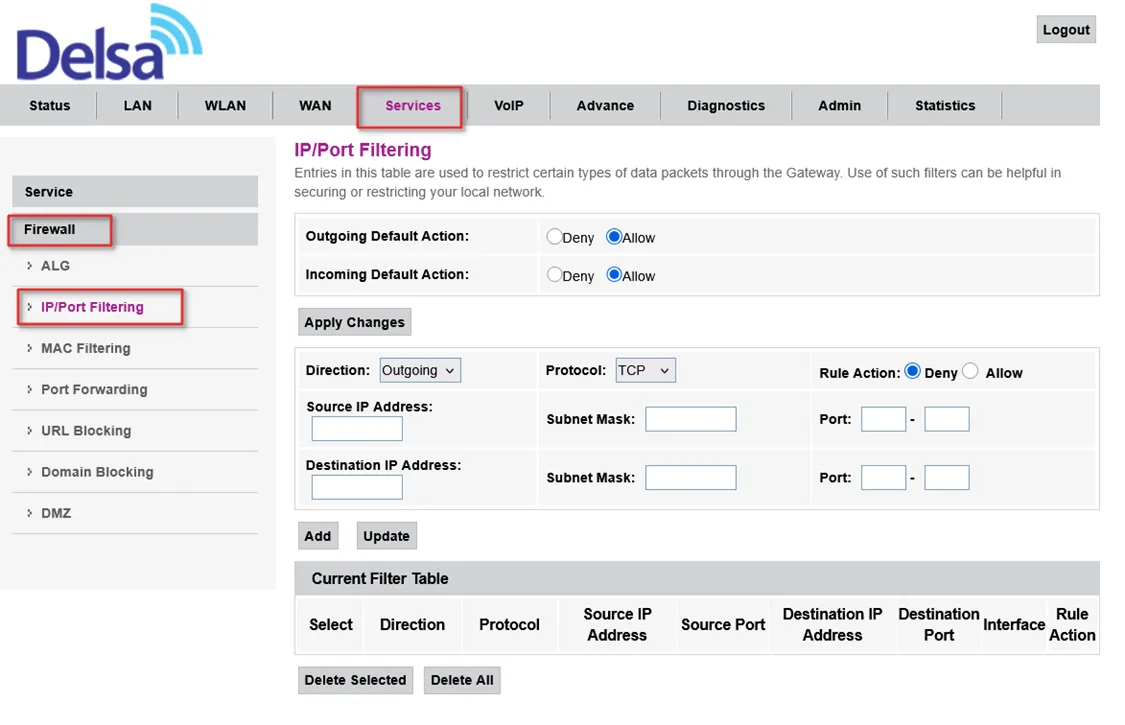 Delsa
Logout
Status LAN WLAN WAN Services VoIP Advance Diagnostics Admin Statistics
Service
Firewall
ALG
IP/Port Filtering
MAC Filtering
Port Forwarding
URL Blocking
Domain Blocking
DMZ
IP/Port Filtering
Entries in this table are used to restrict certain types of data packets through the Gateway. Use of such filters can be helpful in
securing or restricting your local network.
Outgoing Default Action: Deny Allow
Incoming Default Action: Deny Allow
Apply Changes
Direction: Outgoing Protocol: TCP Rule Action: Deny Allow
Source IP Address: Subnet Mask: Port: -
Destination IP Address: Subnet Mask: Port: -
Add Update
Current Filter Table
Select Direction Protocol Source IP Address Source Port Destination IP Address Destination Port Interface Rule Action
Delete Selected Delete All